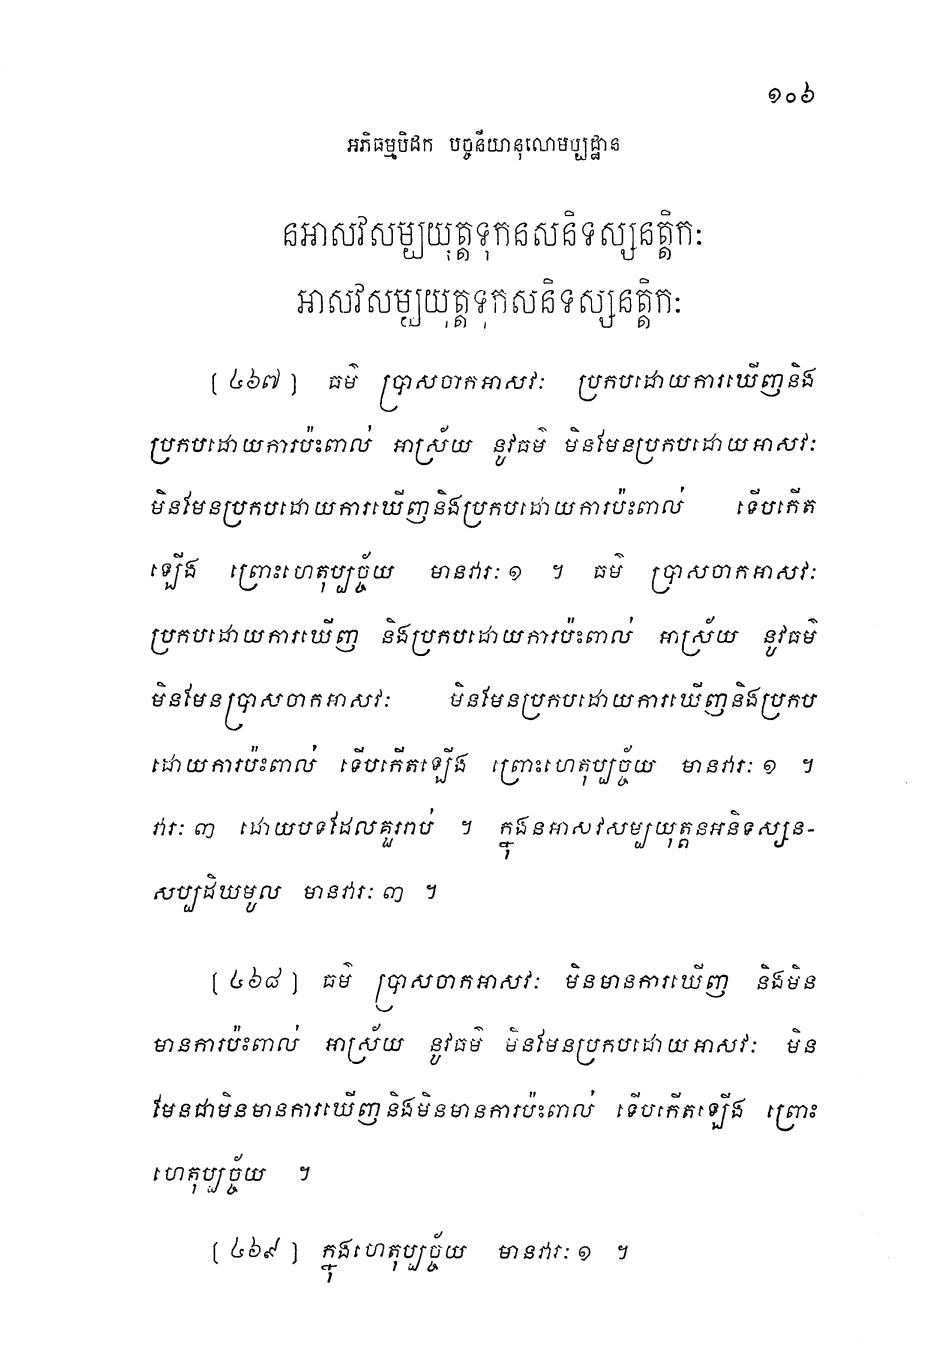 ១០៦
អភិធម្មបិដក បច្ចនីយានុលោមប្បដ្ឋាន
នអាសវសម្បយុត្តទុកនសនិទស្សនត្តិកៈ
អាសវសម្បយុត្តទុកសនិទស្សនត្តិកៈ
[៤៦៧] ធម៌ ប្រាសចាកអាសវៈ ប្រកបដោយការឃើញនិង
ប្រកបដោយការប៉ះពាល់ អាស្រ័យ នូវធម៌ មិនមែនប្រកបដោយអាសវៈ
មិនមែនប្រកបដោយការឃើញនិងប្រកបដោយការប៉ះពាល់ ទើបកើត
ឡើង ព្រោះហេតុប្បច្ច័យ មានវារៈ ១ ។ ធម៌ ប្រាសចាកអាសវៈ
ប្រកបដោយការឃើញ និងប្រកបដោយការប៉ះពាល់ អាស្រ័យ នូវធម៌
មិនមែនប្រាសចាកអាសវៈ មិនមែនប្រកបដោយការឃើញនិងប្រកប
ដោយការប៉ះពាល់ ទើបកើតឡើង ព្រោះហេតុប្បច្ច័យ មានវារៈ ១ ។
វារៈ ៣ ដោយបទដែលគួររាប់ ។ ក្នុងនអាសវសម្បយុត្តនអនិទស្សន-
សប្បដិឃមូល មានវារៈ ៣ ។
[៤៦៨] ធម៌ ប្រាសចាកអាសវៈ មិនមានការឃើញ និងមិន
មានការប៉ះពាល់ អាស្រ័យ នូវធម៌ មិនមែនប្រកបដោយអាសវៈ មិន
មែនជាមិនមានការឃើញនិងមិនមានការប៉ះពាល់ ទើបកើតឡើង ព្រោះ
ហេតុប្បច្ច័យ ។
[៤៦៩] ក្នុងហេតុប្បច្ច័យ មានវារៈ ១ ។